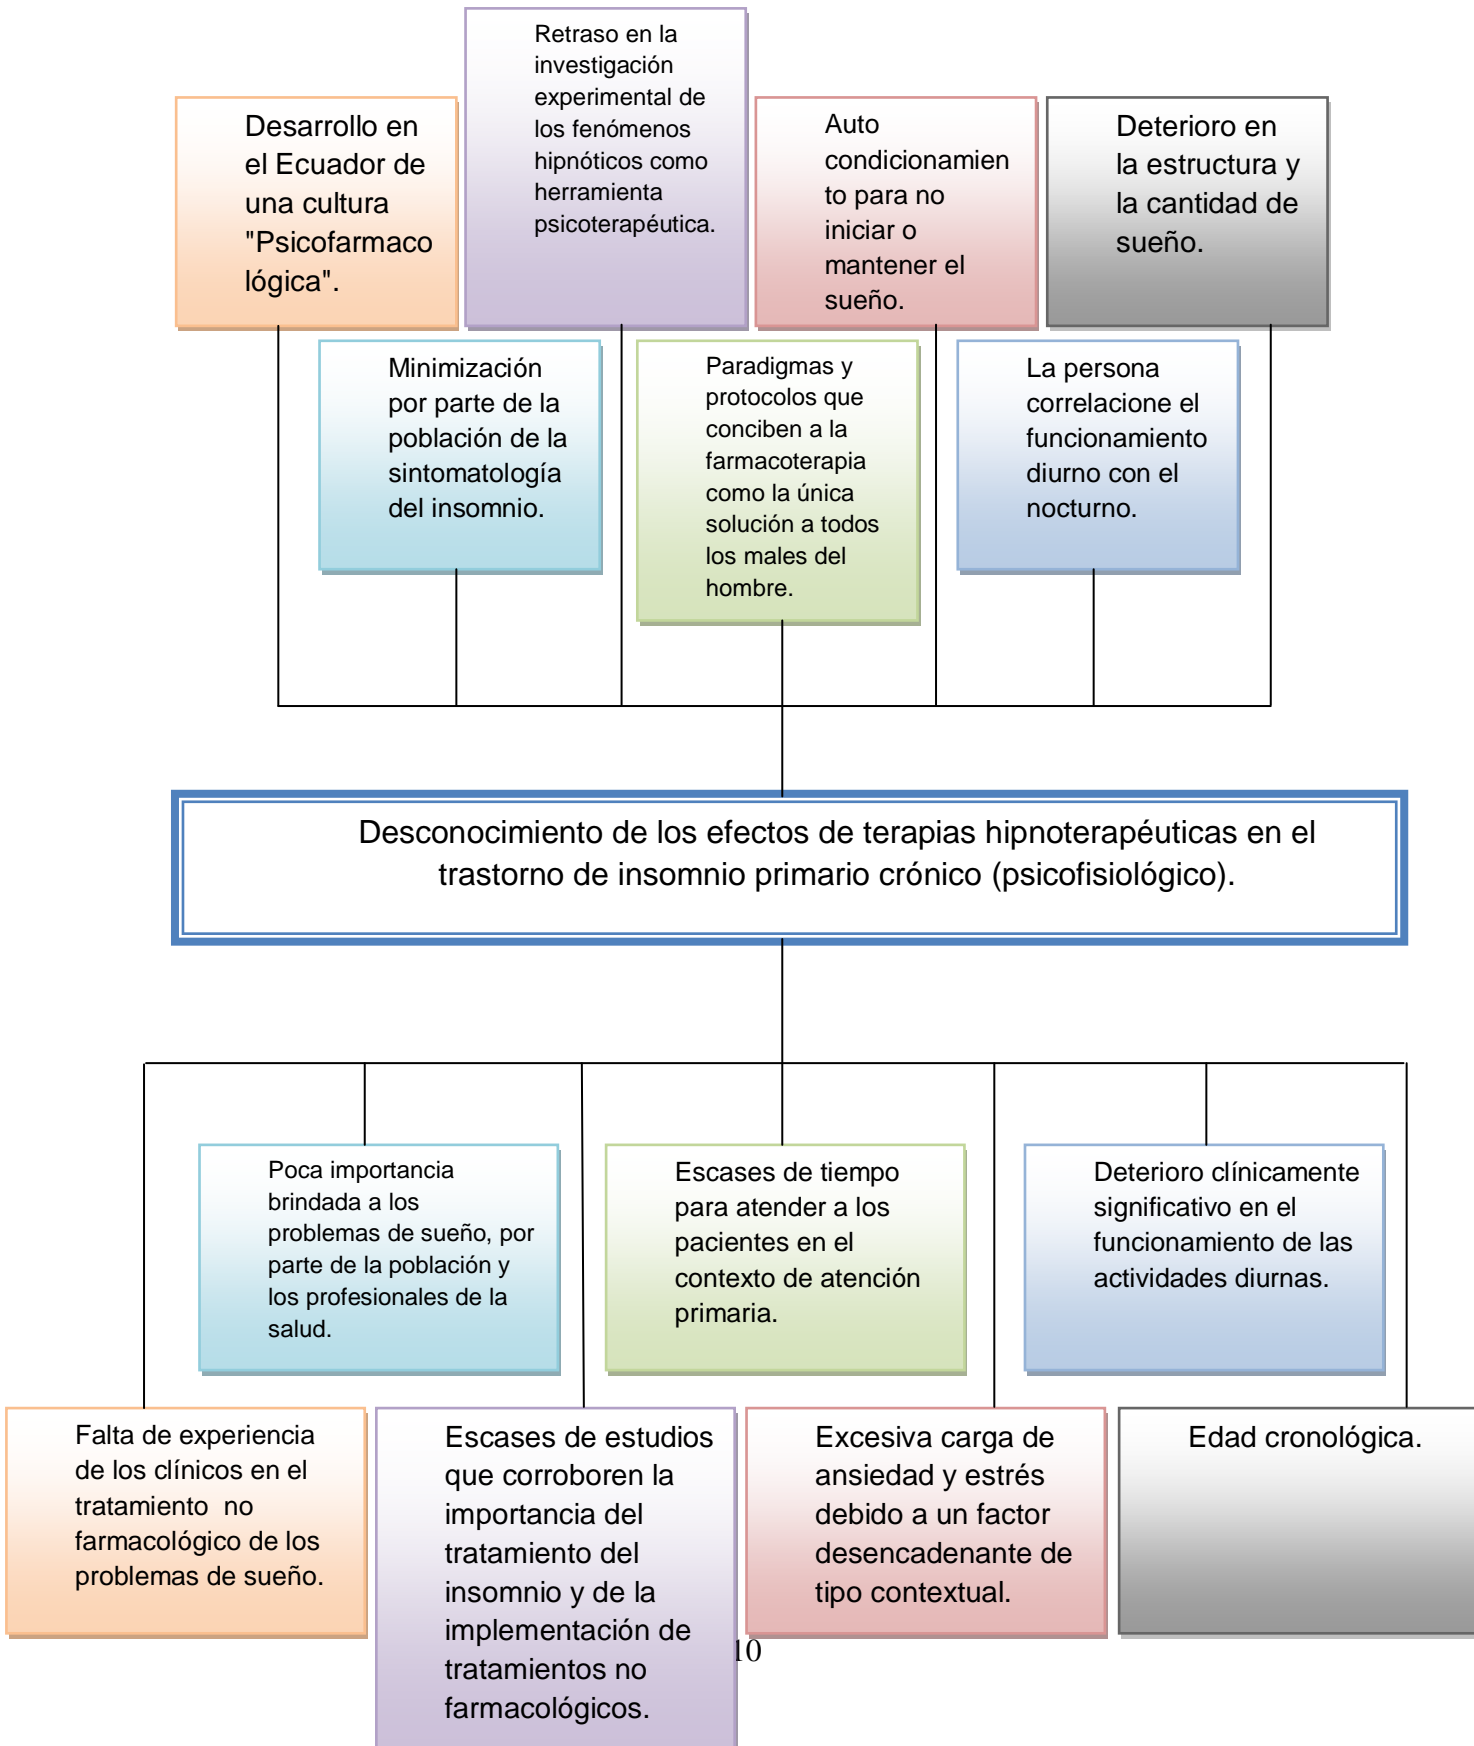 Retraso en la
investigación
experimental de
los fenómenos
hipnóticos como
herramienta
psicoterapéutica.
Desarrollo en
el Ecuador de
una cultura
"Psicofarmaco
lógica".
Auto
condicionamien
to para no
iniciar o
mantener el
sueño.
Deterioro en
la estructura y
la cantidad de
sueño.
Minimización
por parte de la
población de la
sintomatología
del insomnio.
Paradigmas y
protocolos que
conciben a la
farmacoterapia
como la única
solución a todos
los males del
hombre.
La persona
correlacione el
funcionamiento
diurno con el
nocturno.
Desconocimiento de los efectos de terapias hipnoterapéuticas en el
trastorno de insomnio primario crónico (psicofisiológico).
Poca importancia
brindada a los
problemas de sueño, por
parte de la población y
los profesionales de la
salud.
Escases de tiempo
para atender a los
pacientes en el
contexto de atención
primaria.
Deterioro clínicamente
significativo en el
funcionamiento de las
actividades diurnas.
Falta de experiencia
de los clínicos en el
tratamiento no
farmacológico de los
problemas de sueño.
Escases de estudios
que corroboren la
importancia del
tratamiento del
insomnio y de la
implementación de
tratamientos no
farmacológicos.
Excesiva carga de
ansiedad y estrés
debido a un factor
desencadenante de
tipo contextual.
Edad cronológica.
10